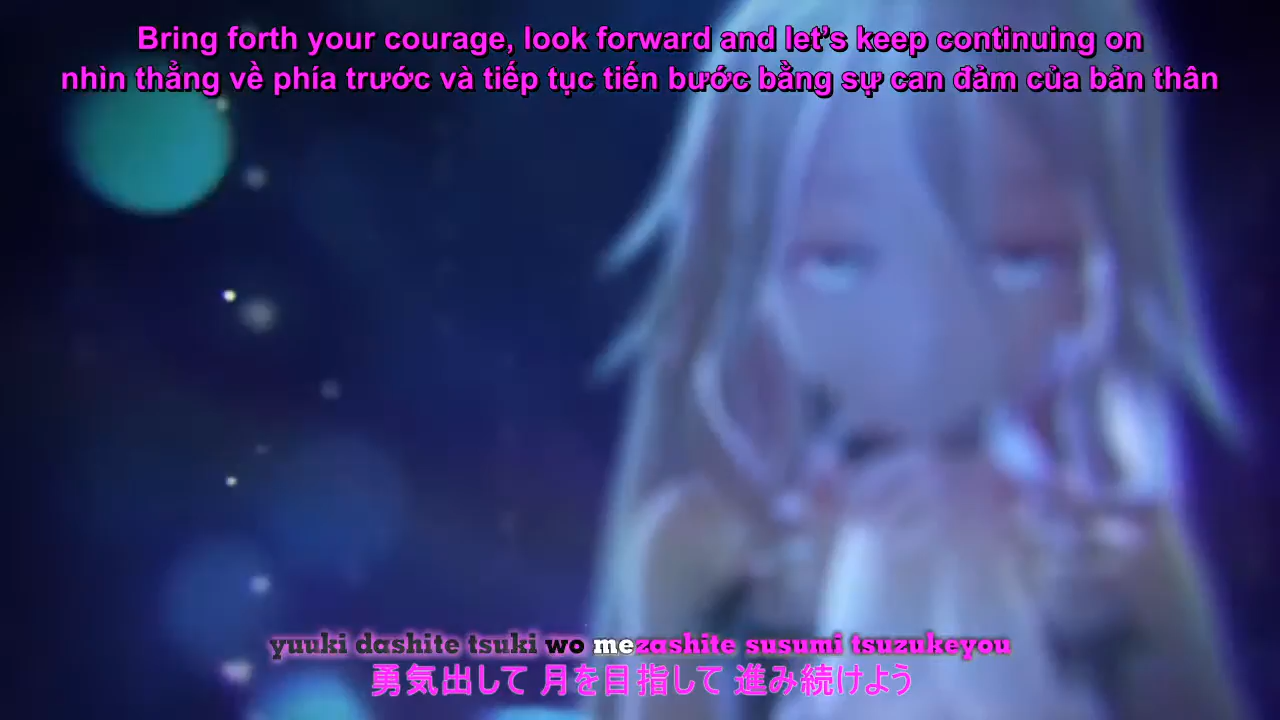 Bring forth your courage, look forward and let's keep continuing on
nhìn thẳng về phía trước và tiếp tục tiến bước bằng sự can đảm của bản thân
yuuki dashite tsuki wo mezashite susumi tsuzukeyou
勇気出して 月を目指して 進み続けよう